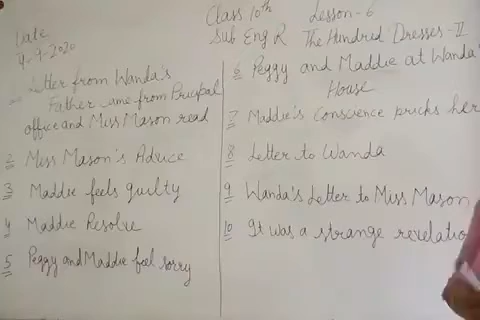 Date
4-9-2020
Class 10th Lesson-6
Sub Eng R The Hundred Dresses-II
1 Letter from Wanda's
Father came from Principal
office and Miss Mason read
2 Miss Mason's Advice
3 Maddie feels guilty
4 Maddie Resolve
5 Peggy and Maddie feel sorry
6 Peggy and Maddie at Wanda's
House
7 Maddie's Conscience pricks her
8 Letter to Wanda
9 Wanda's Letter to Miss Mason
10 It was a strange revelatio